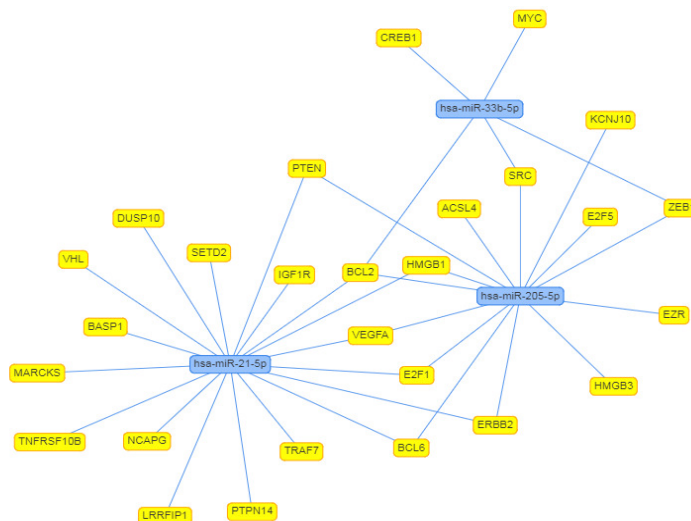 MYC
CREB1
hsa-miR-33b-5p
KCNJ10
PTEN
SRC
ACSL4
ZEB
DUSP10
E2F5
SETD2
VHL
HMGB1
BCL2
IGF1R
hsa-miR-205-5p
EZR
BASP1
VEGFA
hsa-miR-21-5p
MARCKS
E2F1
HMGB3
ERBB2
TNFRSF10B
NCAPG
BCL6
TRAF7
PTPN14
LRRFIP1